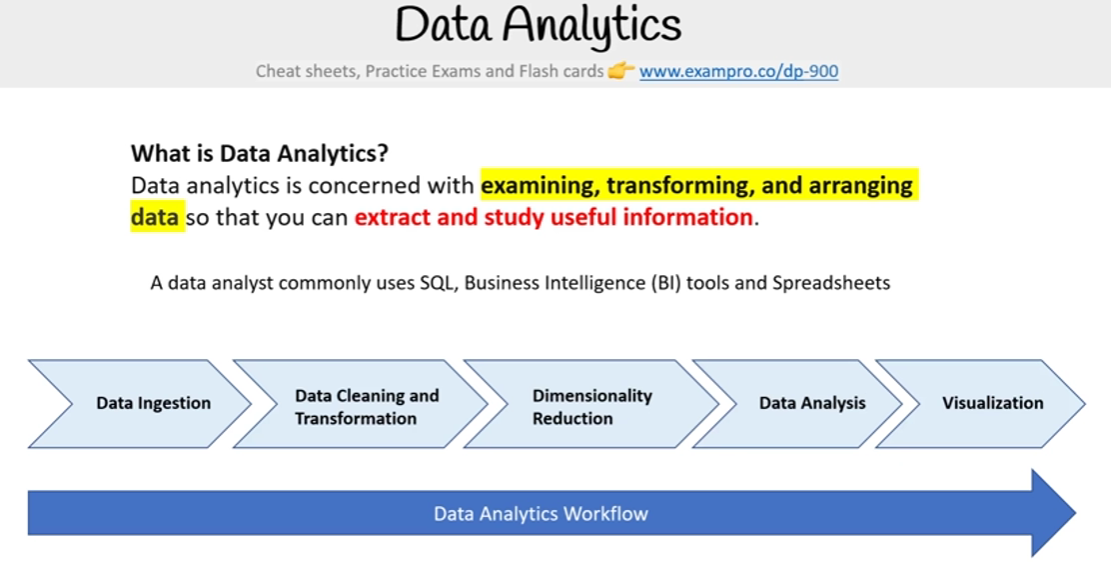 Data Analytics
Cheat sheets, Practice Exams and Flash cards 👉 www.exampro.co/dp-900
What is Data Analytics?
Data analytics is concerned with examining, transforming, and arranging
data so that you can extract and study useful information.
A data analyst commonly uses SQL, Business Intelligence (BI) tools and Spreadsheets
Data Ingestion
Data Cleaning and
Transformation
Dimensionality
Reduction
Data Analysis
Visualization
Data Analytics Workflow